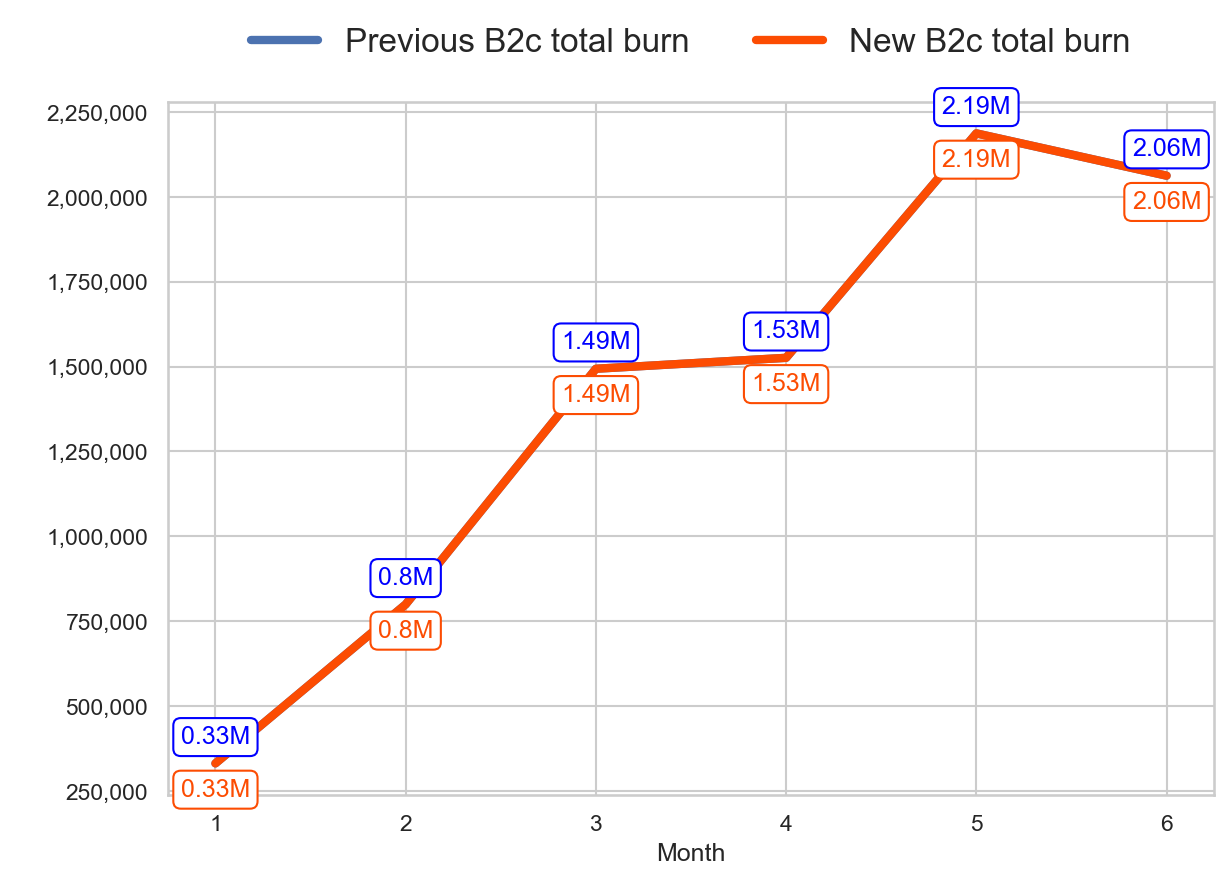 Previous B2c total burn New B2c total burn
2,250,000
2,000,000
1,750,000
1,500,000
1,250,000
1,000,000
750,000
500,000
250,000
2.19M
2.19M
2.06M
2.06M
1.49M
1.49M
1.53M
1.53M
0.8M
0.8M
0.33M
0.33M
1 2 3 4 5 6
Month